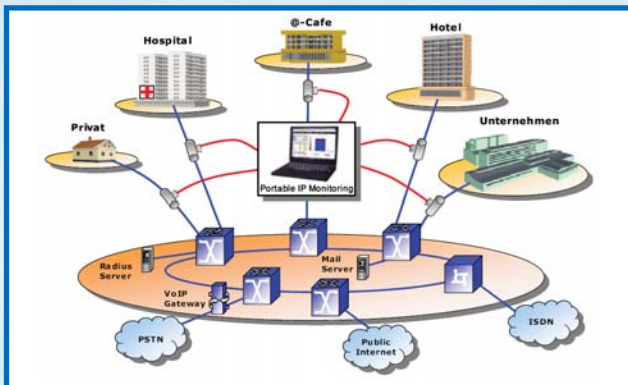 @-Cafe
Hospital
Hotel
Privat
Unternehmen
Portable IP Monitoring
Radius
Server
Mail
Server
VoIP
Gateway
PSTN
Public
Internet
ISDN